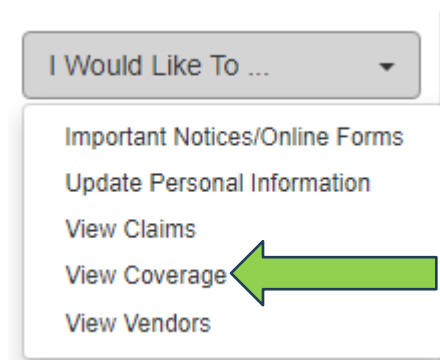 I Would Like To ...
Important Notices/Online Forms
Update Personal Information
View Claims
View Coverage
View Vendors